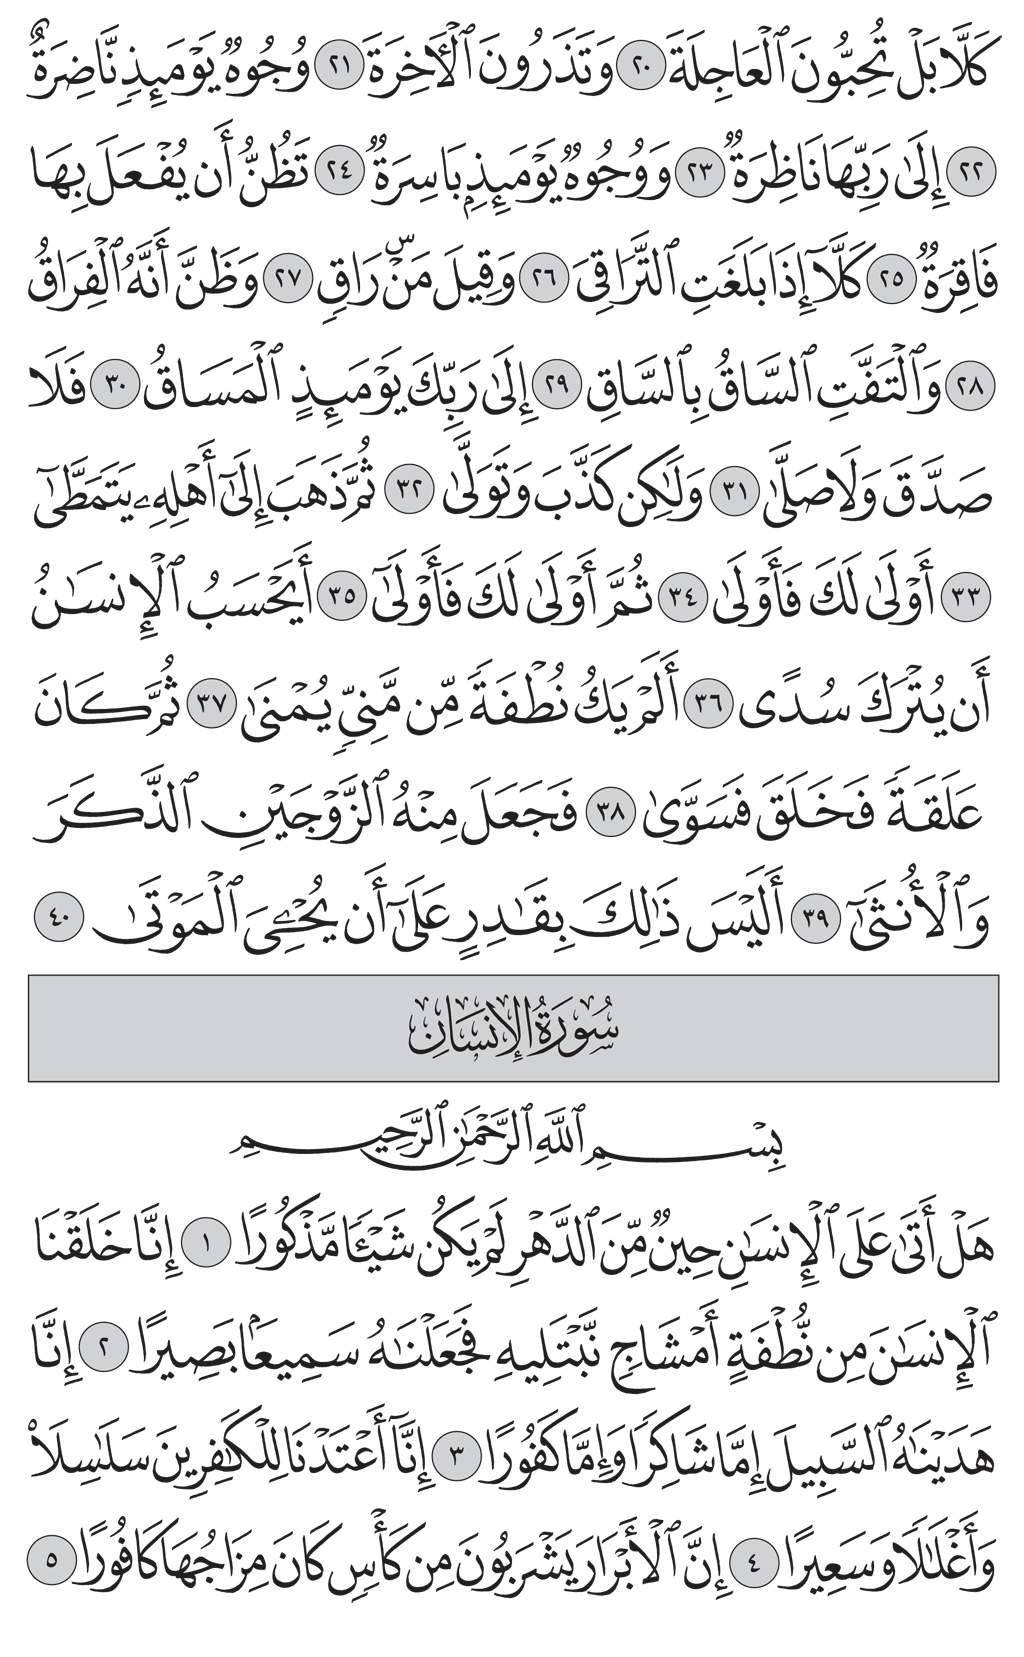 كَلَّا بَلْ تُحِبُّونَ ٱلْعَاجِلَةَ ٢٠ وَتَذَرُونَ ٱلْأَخِرَةَ ٢١ وُجُوهٌ يَوْمَئِذٍ نَّاضِرَةٌ
٢٢ إِلَىٰ رَبِّهَا نَاظِرَةٌ ٢٣ وَوُجُوهٌ يَوْمَئِذٍۭ بَاسِرَةٌ ٢٤ تَظُنُّ أَن يُفْعَلَ بِهَا
فَاقِرَةٌ ٢٥ كَلَّآ إِذَا بَلَغَتِ ٱلتَّرَاقِىَ ٢٦ وَقِيلَ مَنْۜ رَاقٍ ٢٧ وَظَنَّ أَنَّهُ ٱلْفِرَاقُ
٢٨ وَٱلْتَفَّتِ ٱلسَّاقُ بِٱلسَّاقِ ٢٩ إِلَىٰ رَبِّكَ يَوْمَئِذٍ ٱلْمَسَاقُ ٣٠ فَلَا
صَدَّقَ وَلَا صَلَّىٰ ٣١ وَلَٰكِن كَذَّبَ وَتَوَلَّىٰ ٣٢ ثُمَّ ذَهَبَ إِلَىٰٓ أَهْلِهِۦ يَتَمَطَّىٰٓ
٣٣ أَوْلَىٰ لَكَ فَأَوْلَىٰ ٣٤ ثُمَّ أَوْلَىٰ لَكَ فَأَوْلَىٰٓ ٣٥ أَيَحْسَبُ ٱلْإِنسَٰنُ
أَن يُتْرَكَ سُدًى ٣٦ أَلَمْ يَكُ نُطْفَةً مِّن مَّنِىٍّ يُمْنَىٰ ٣٧ ثُمَّ كَانَ
عَلَقَةً فَخَلَقَ فَسَوَّىٰ ٣٨ فَجَعَلَ مِنْهُ ٱلزَّوْجَيْنِ ٱلذَّكَرَ
وَٱلْأُنثَىٰٓ ٣٩ أَلَيْسَ ذَٰلِكَ بِقَٰدِرٍ عَلَىٰٓ أَن يُحْۦِىَ ٱلْمَوْتَىٰ ٤٠
سُورَةُ الإِنسَانِ
بِسْمِ ٱللَّهِ ٱلرَّحْمَٰنِ ٱلرَّحِيمِ
هَلْ أَتَىٰ عَلَى ٱلْإِنسَٰنِ حِينٌ مِّنَ ٱلدَّهْرِ لَمْ يَكُن شَيْـًٔا مَّذْكُورًا ١ إِنَّا خَلَقْنَا
ٱلْإِنسَٰنَ مِن نُّطْفَةٍ أَمْشَاجٍ نَّبْتَلِيهِ فَجَعَلْنَٰهُ سَمِيعًۢا بَصِيرًا ٢ إِنَّا
هَدَيْنَٰهُ ٱلسَّبِيلَ إِمَّا شَاكِرًا وَإِمَّا كَفُورًا ٣ إِنَّآ أَعْتَدْنَا لِلْكَٰفِرِينَ سَلَٰسِلَا۟
وَأَغْلَٰلًا وَسَعِيرًا ٤ إِنَّ ٱلْأَبْرَارَ يَشْرَبُونَ مِن كَأْسٍ كَانَ مِزَاجُهَا كَافُورًا ٥